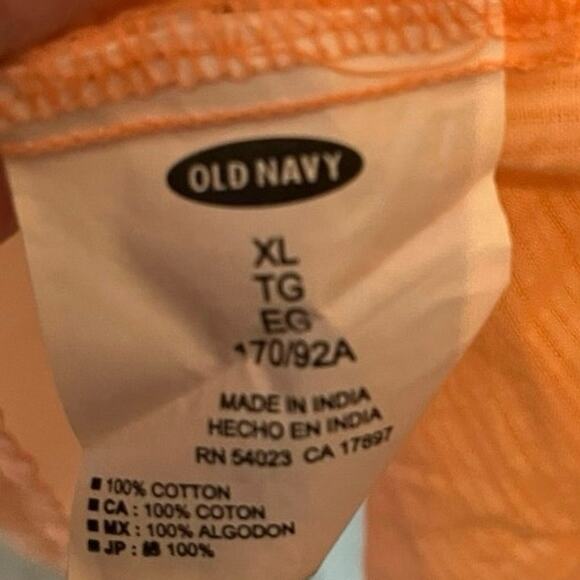 OLD NAVY
XL
TG
EG
170/92A
MADE IN INDIA
HECHO EN INDIA
RN 54023 CA 17897
■ 100% COTTON
■ CA : 100% COTON
■ MX : 100% ALGODON
■ JP : 綿 100%